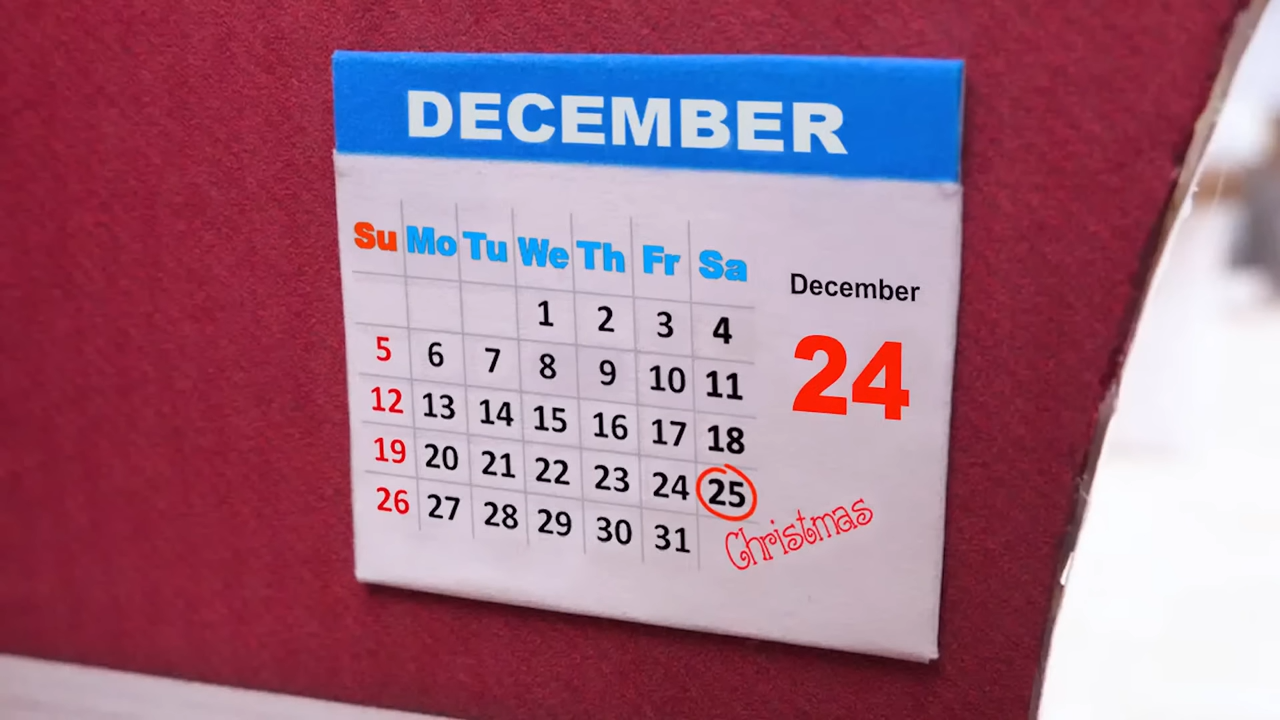 DECEMBER
Su Mo Tu We Th Fr Sa
December
1 2 3 4
5 6 7 8 9 10 11
24
12 13 14 15 16 17 18
19 20 21 22 23 24 25
26 27 28 29 30 31
Christmas